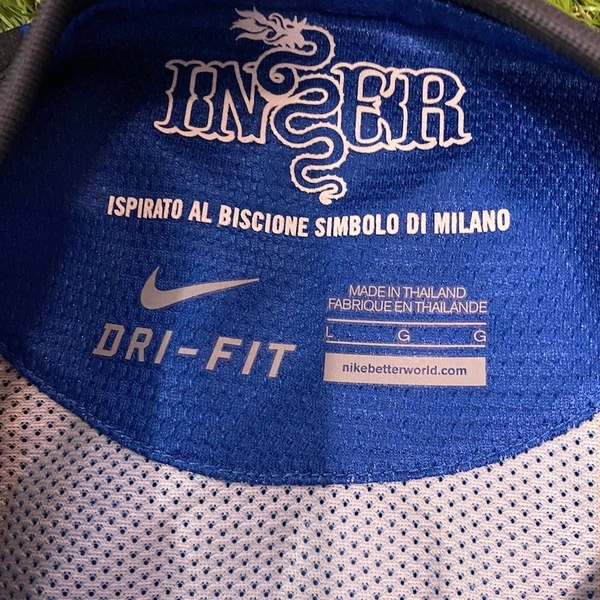 INTER
ISPIRATO AL BISCIONE SIMBOLO DI MILANO
DRI-FIT
MADE IN THAILAND
FABRIQUE EN THAILANDE
L G G
nikebetterworld.com